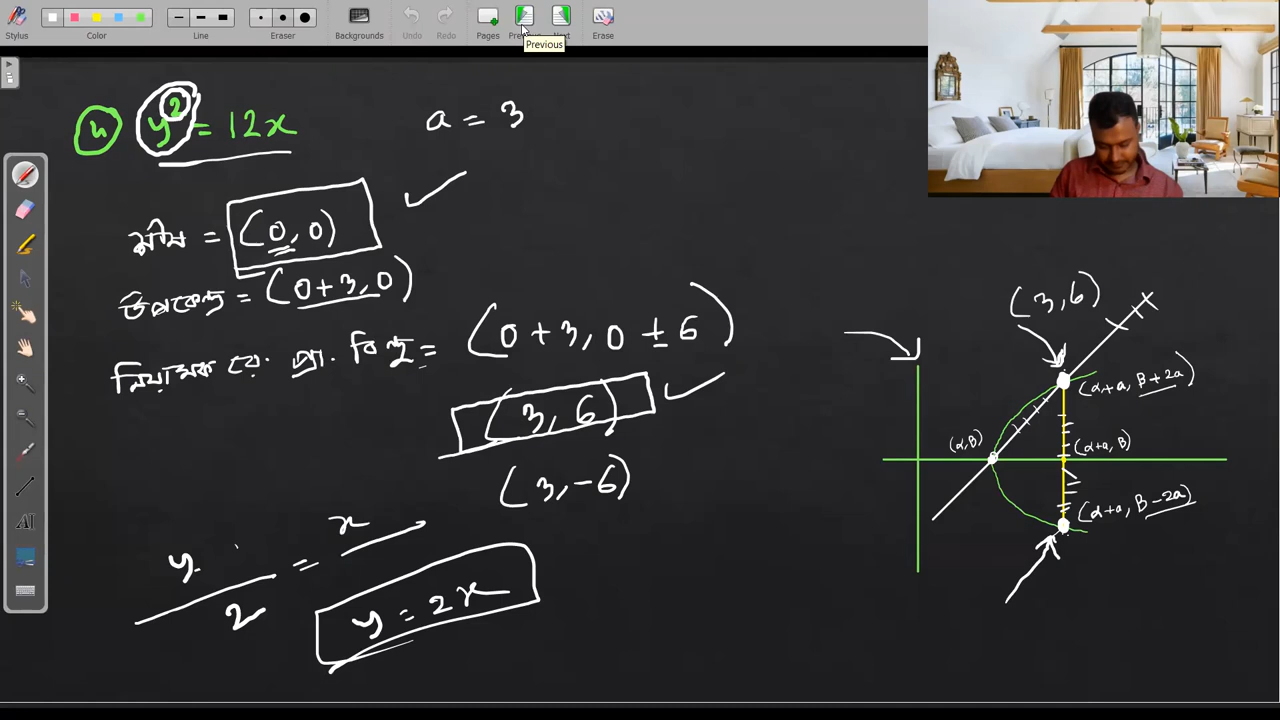 Stylus
Color
Line
Eraser
Backgrounds
Undo
Redo
Pages
Previous
Next
Erase
Previous
y² = 12x
a = 3
শীর্ষ = (0, 0)
উপকেন্দ্র = (0+3, 0)
(0 + 3, 0 ± 6)
(3, 6)
(3, -6)
y/2 = x
y = 2x
(3, 6)
(α+a, β+2a)
(α, β)
(α+a, β)
(α+a, β-2a)